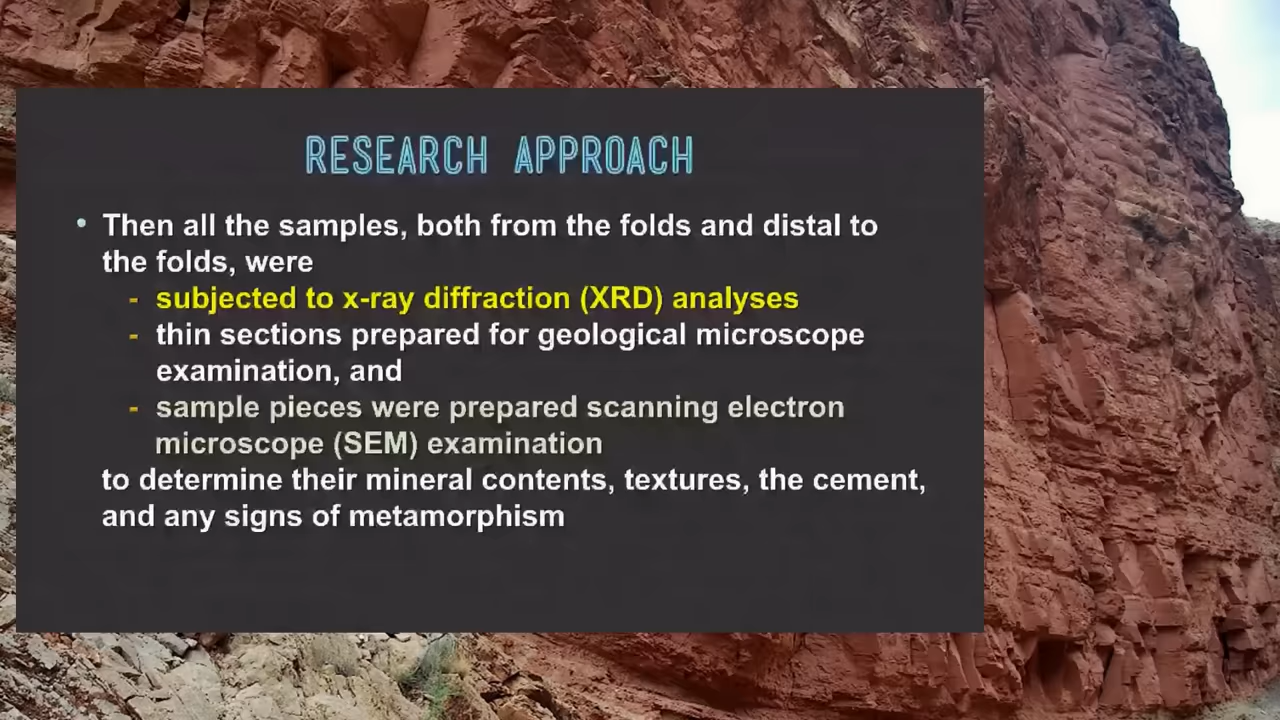 RESEARCH APPROACH
• Then all the samples, both from the folds and distal to
the folds, were
- subjected to x-ray diffraction (XRD) analyses
- thin sections prepared for geological microscope
examination, and
- sample pieces were prepared scanning electron
microscope (SEM) examination
to determine their mineral contents, textures, the cement,
and any signs of metamorphism